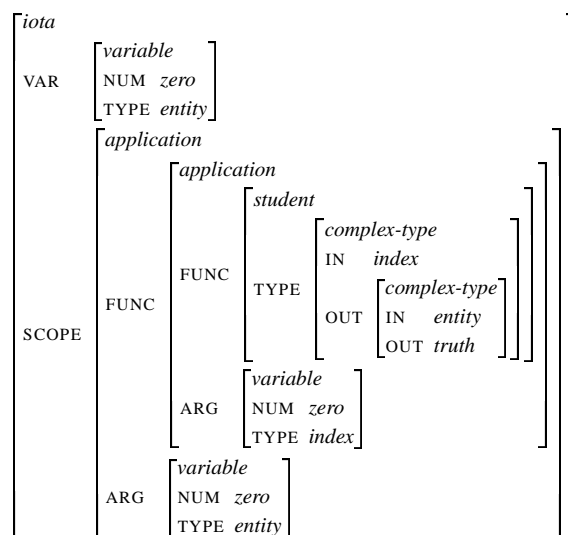 iota
variable
VAR NUM zero
TYPE entity
application
application
student
complex-type
FUNC IN index
TYPE complex-type
FUNC OUT IN entity
SCOPE OUT truth
variable
ARG NUM zero
TYPE index
variable
ARG NUM zero
TYPE entity